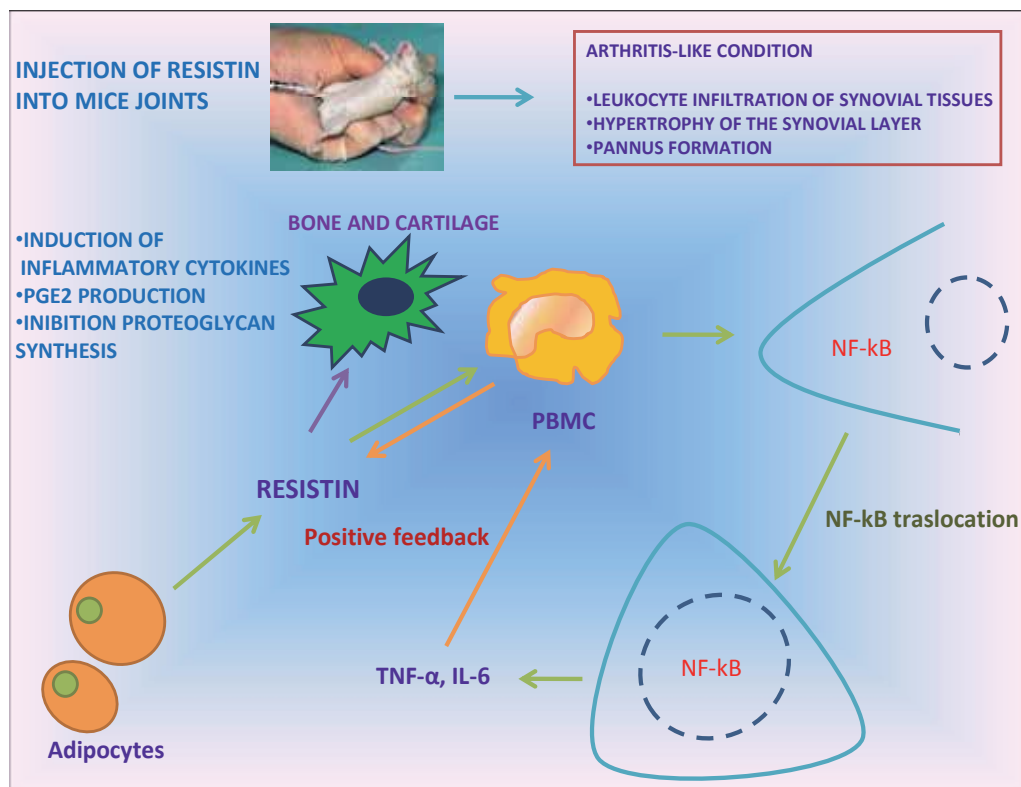 INJECTION OF RESISTIN
INTO MICE JOINTS
ARTHRITIS-LIKE CONDITION
•LEUKOCYTE INFILTRATION OF SYNOVIAL TISSUES
•HYPERTROPHY OF THE SYNOVIAL LAYER
•PANNUS FORMATION
BONE AND CARTILAGE
•INDUCTION OF
INFLAMMATORY CYTOKINES
•PGE2 PRODUCTION
•INIBITION PROTEOGLYCAN
SYNTHESIS
NF-kB
PBMC
RESISTIN
Positive feedback
NF-kB traslocation
TNF-α, IL-6
NF-kB
Adipocytes